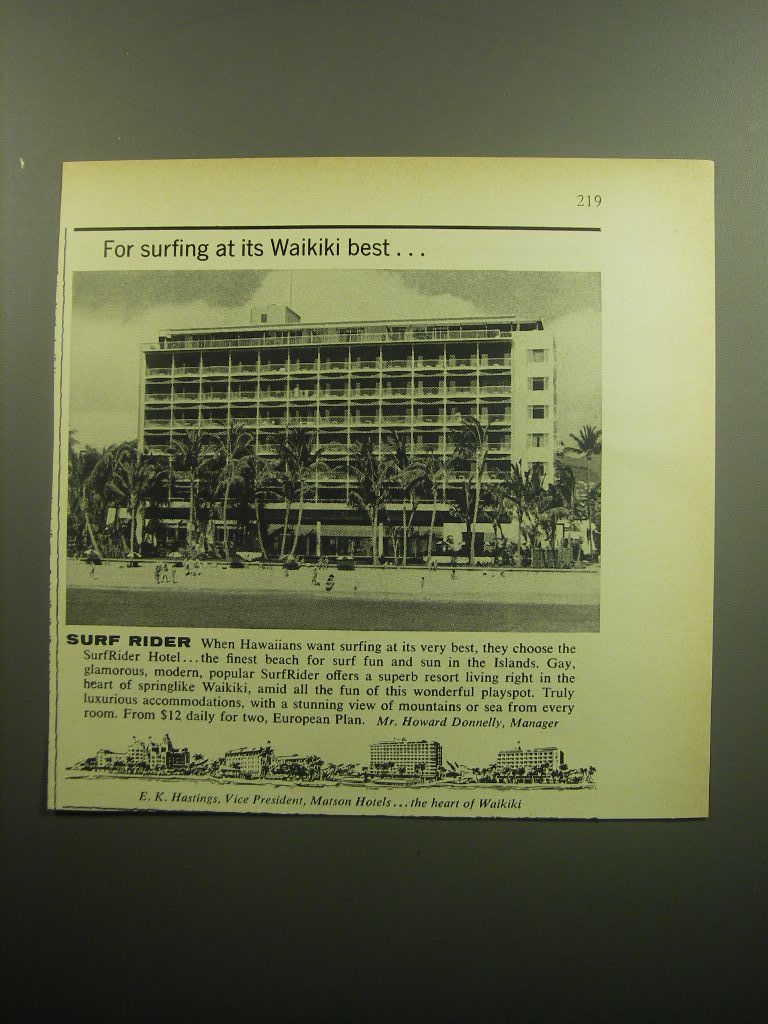 219
For surfing at its Waikiki best...
SURF RIDER When Hawaiians want surfing at its very best, they choose the
SurfRider Hotel...the finest beach for surf fun and sun in the Islands. Gay,
glamorous, modern, popular SurfRider offers a superb resort living right in the
heart of springlike Waikiki, amid all the fun of this wonderful playspot. Truly
luxurious accommodations, with a stunning view of mountains or sea from every
room. From $12 daily for two, European Plan. Mr. Howard Donnelly, Manager
E. K. Hastings, Vice President, Matson Hotels...the heart of Waikiki